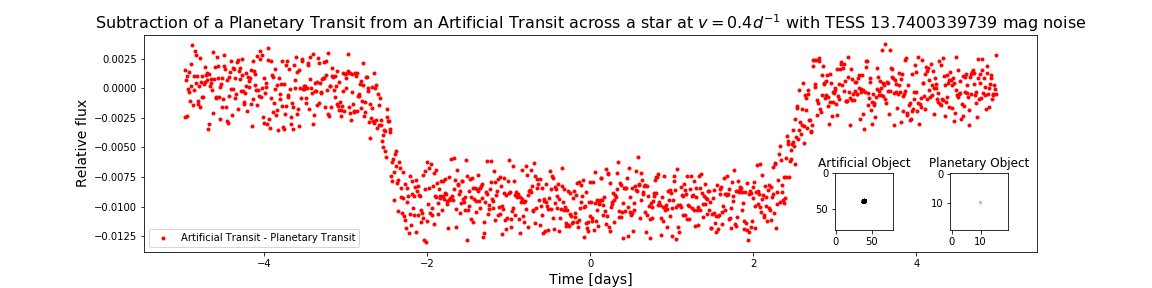 Subtraction of a Planetary Transit from an Artificial Transit across a star at v = 0.4d⁻¹ with TESS 13.7400339739 mag noise
Relative flux
0.0025
0.0000
−0.0025
−0.0050
−0.0075
−0.0100
−0.0125
Artificial Transit - Planetary Transit
Artificial Object
0
50
0 50
Planetary Object
0
10
0 10
−4 −2 0 2 4
Time [days]